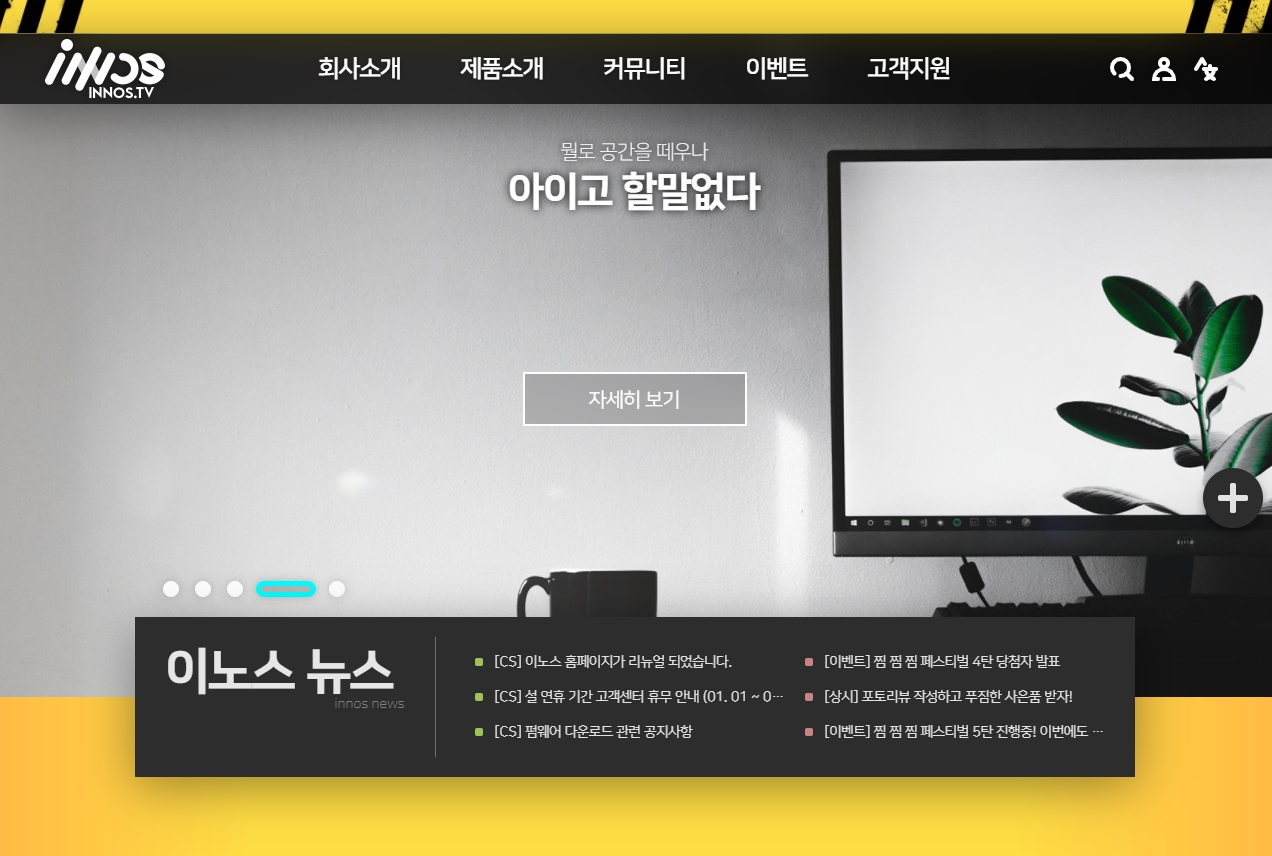 innos
INNOS.TV
회사소개
제품소개
커뮤니티
이벤트
고객지원
뭘로 공간을 떼우나
아이고 할말없다
자세히 보기
이노스 뉴스
innos news
[CS] 이노스 홈페이지가 리뉴얼 되었습니다.
[CS] 설 연휴 기간 고객센터 휴무 안내 (01. 01 ~ 0…
[CS] 펌웨어 다운로드 관련 공지사항
[이벤트] 찜 찜 찜 페스티벌 4탄 당첨자 발표
[상시] 포토리뷰 작성하고 푸짐한 사은품 받자!
[이벤트] 찜 찜 찜 페스티벌 5탄 진행중! 이번에도 …